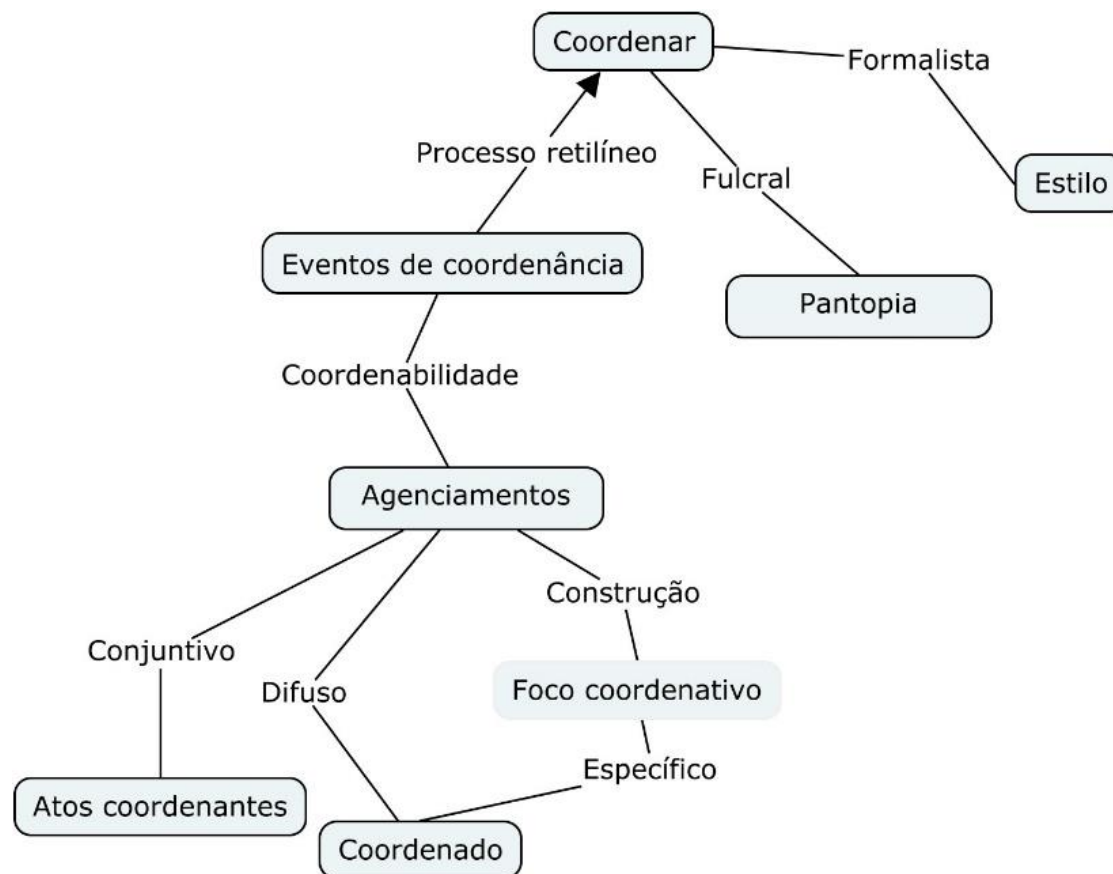 Coordenar
Formalista
Processo retilíneo
Fulcral
Estilo
Eventos de coordenância
Pantopia
Coordenabilidade
Agenciamentos
Construção
Conjuntivo
Difuso
Foco coordenativo
Específico
Atos coordenantes
Coordenado